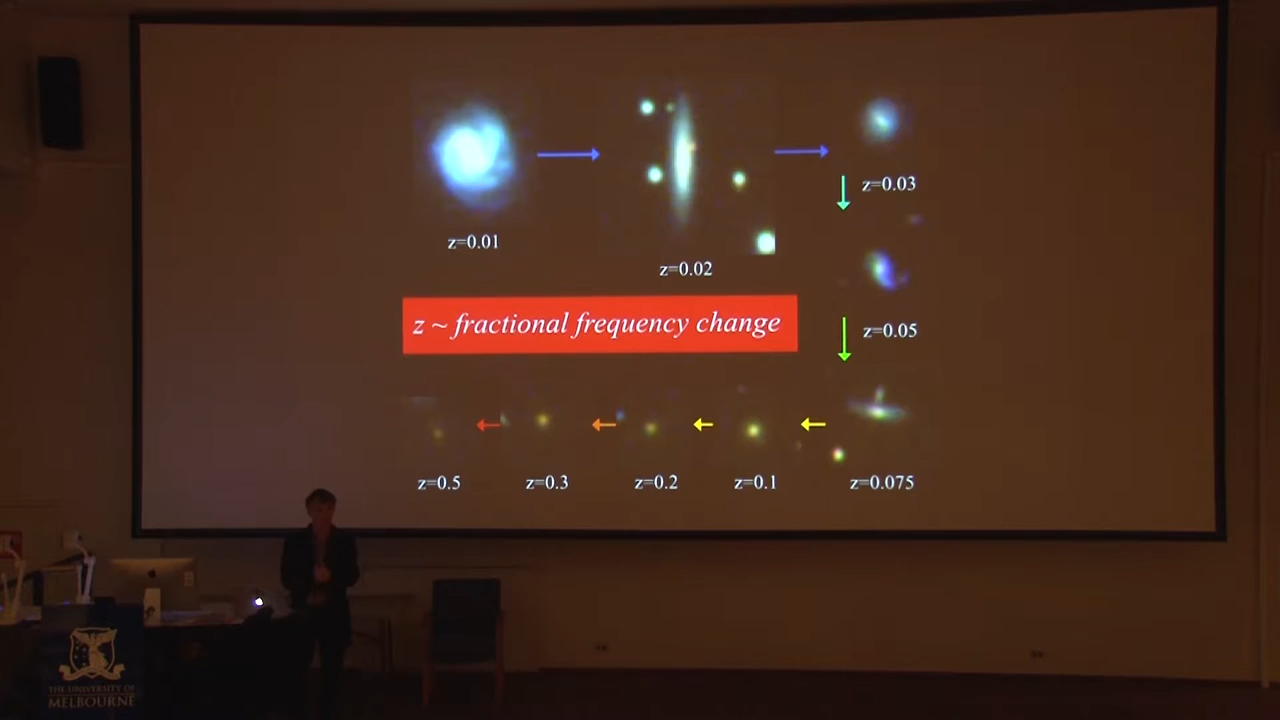 z=0.01
z=0.02
z=0.03
z=0.05
z ~ fractional frequency change
z=0.5
z=0.3
z=0.2
z=0.1
z=0.075
THE UNIVERSITY OF
MELBOURNE